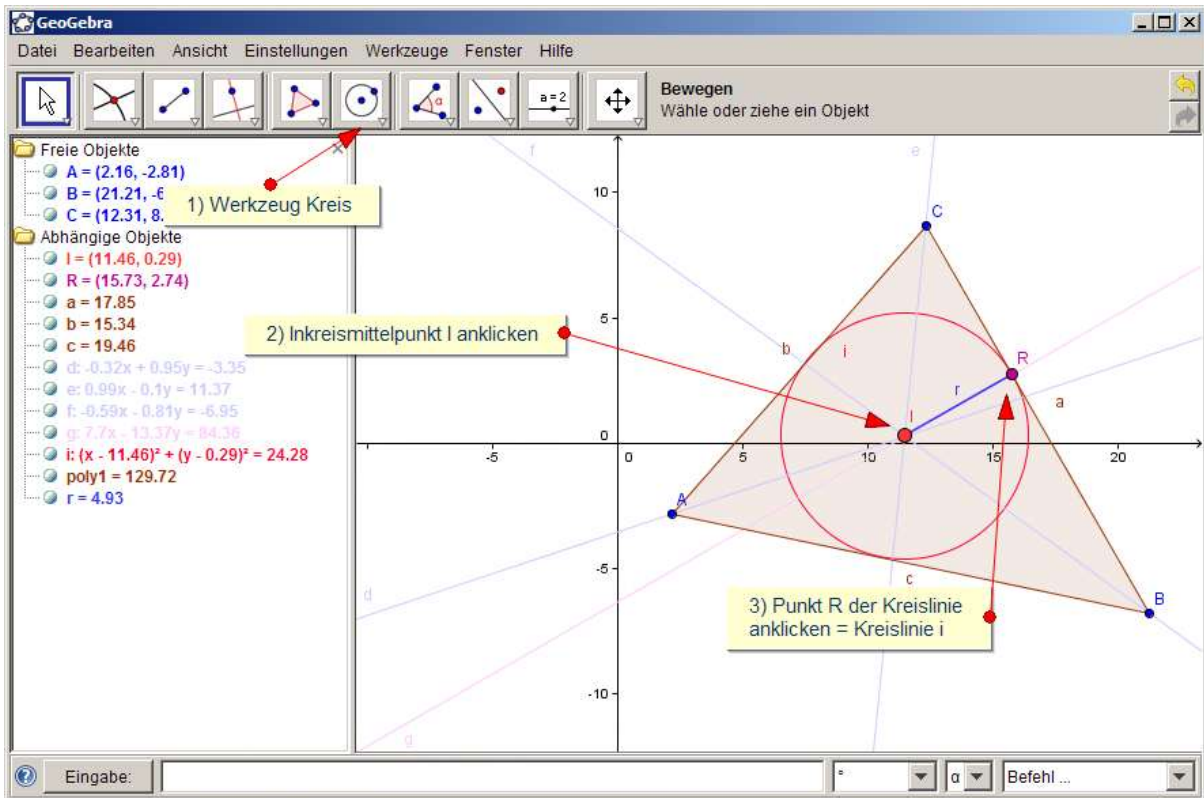 GeoGebra
Datei Bearbeiten Ansicht Einstellungen Werkzeuge Fenster Hilfe
a = 2
α
Bewegen
Wähle oder ziehe ein Objekt
Freie Objekte
A = (2.16, -2.81)
B = (21.21, -6
C = (12.31, 8.
1) Werkzeug Kreis
Abhängige Objekte
I = (11.46, 0.29)
R = (15.73, 2.74)
a = 17.85
b = 15.34
c = 19.46
d: -0.32x + 0.95y = -3.35
e: 0.99x - 0.1y = 11.37
f: -0.59x - 0.81y = -6.95
g: 7.7x - 13.37y = 84.36
i: (x - 11.46)² + (y - 0.29)² = 24.28
poly1 = 129.72
r = 4.93
2) Inkreismittelpunkt I anklicken
3) Punkt R der Kreislinie
anklicken = Kreislinie i
f
e
10
C
5
b
i
R
r
a
I
0
-5
0
5
10
15
20
A
-5
c
d
B
-10
g
Eingabe:
°
α
Befehl ...